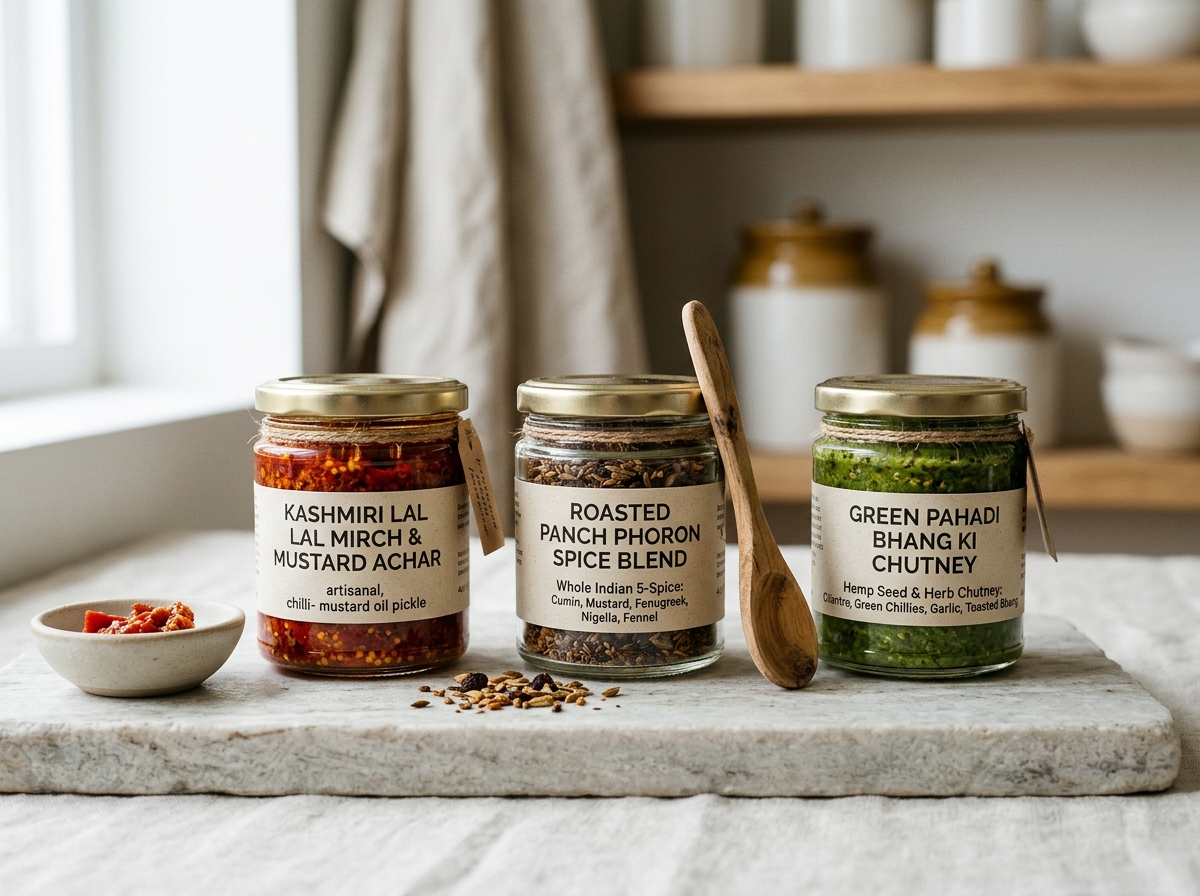 KASHMIRI LAL
LAL MIRCH &
MUSTARD ACHAR
artisanal,
chilli- mustard oil pickle
ROASTED
PANCH PHORON
SPICE BLEND
Whole Indian 5-Spice:
Cumin, Mustard, Fenugreek,
Nigella, Fennel
GREEN PAHADI
BHANG KI
CHUTNEY
Hemp Seed & Herb Chutney:
Cilantre, Green Chillies, Garlic, Toasted Bbang